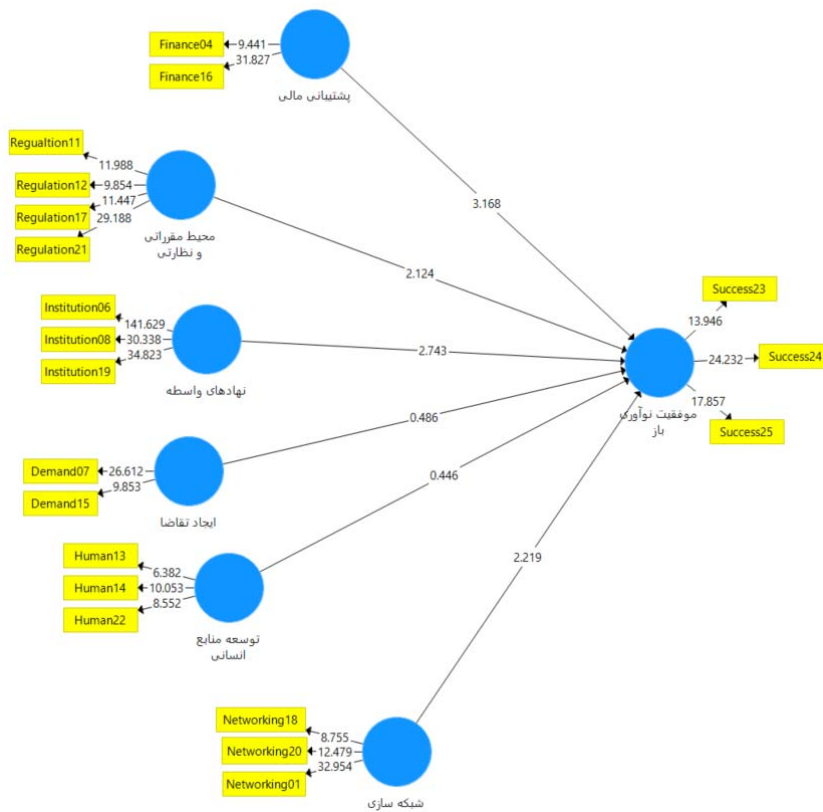 Finance04
9.441
Finance16
31.827
پشتیبانی مالی
3.168
Regualtion11
11.988
Regulation12
9.854
Regulation17
11.447
Regulation21
29.188
محیط مقرراتی
و نظارتی
2.124
Institution06
141.629
Institution08
30.338
Institution19
34.823
نهادهای واسطه
2.743
Success23
13.946
Success24
24.232
Success25
17.857
موفقیت نوآوری
باز
Demand07
26.612
Demand15
9.853
ایجاد تقاضا
0.486
Human13
6.382
Human14
10.053
Human22
8.552
توسعه منابع
انسانی
0.446
Networking18
8.755
Networking20
12.479
Networking01
32.954
شبکه سازی
2.219